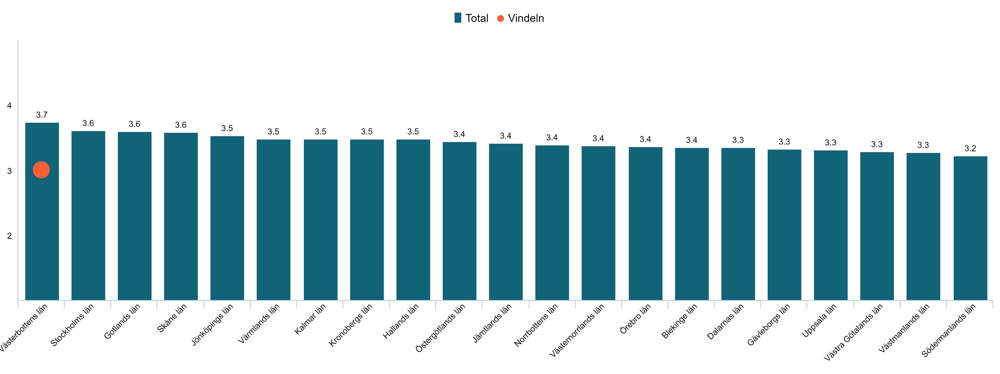 Total Vindeln
4
3
2
3.7 3.6 3.6 3.6 3.5 3.5 3.5 3.5 3.5 3.4 3.4 3.4 3.4 3.4 3.4 3.3 3.3 3.3 3.3 3.3 3.2
Västerbottens län
Stockholms län
Gotlands län
Skåne län
Jönköpings län
Värmlands län
Kalmar län
Kronobergs län
Hallands län
Östergötlands län
Jämtlands län
Norrbottens län
Västernorrlands län
Örebro län
Blekinge län
Dalarnas län
Gävleborgs län
Uppsala län
Västra Götalands län
Västmanlands län
Södermanlands län